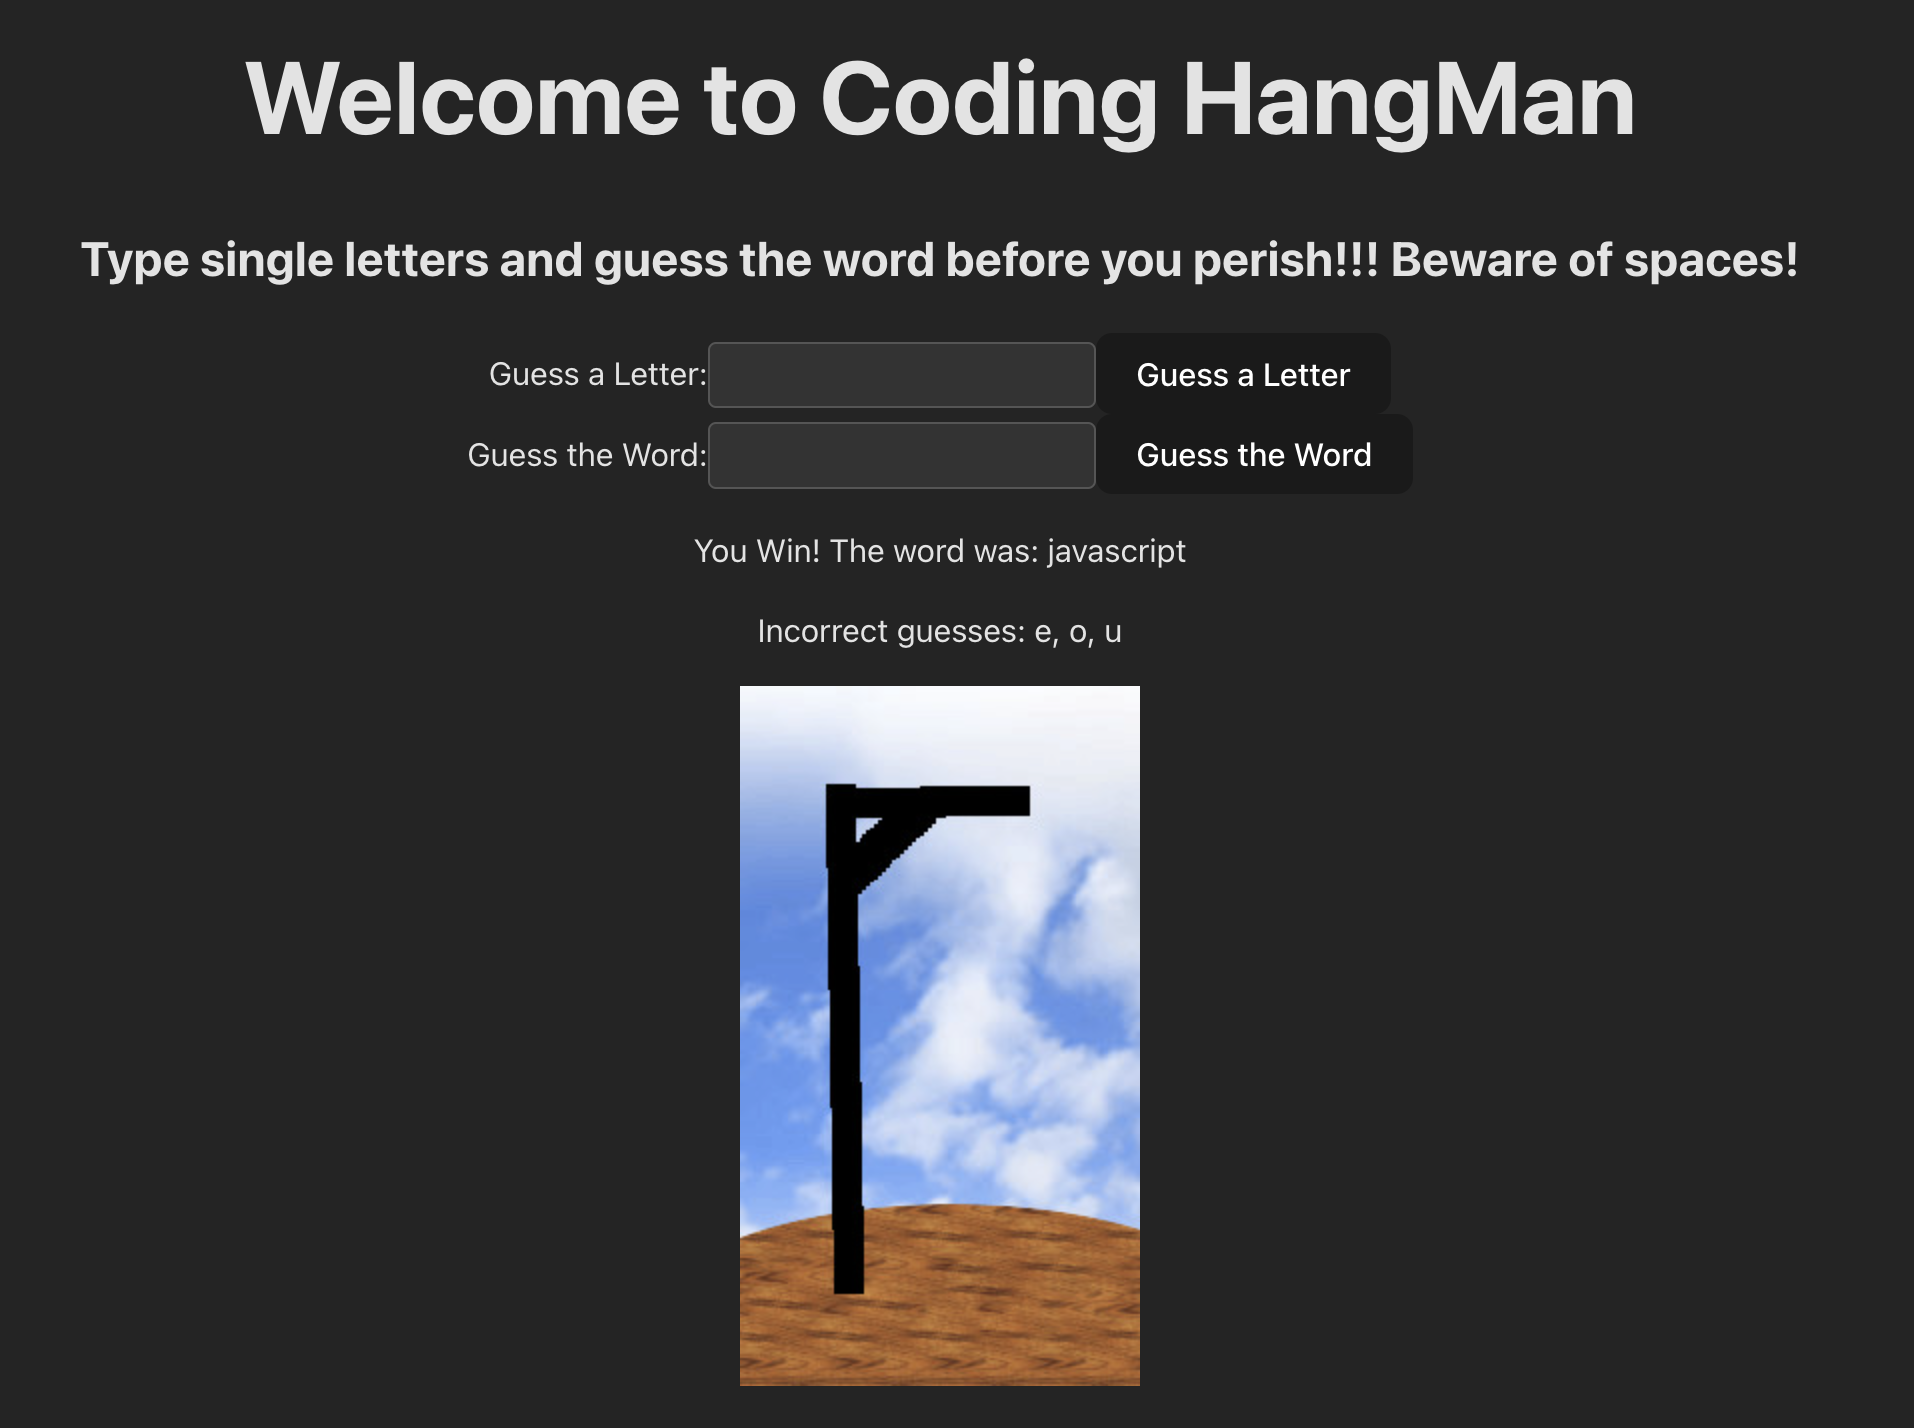 Welcome to Coding HangMan
Type single letters and guess the word before you perish!!! Beware of spaces!
Guess a Letter: Guess a Letter
Guess the Word: Guess the Word
You Win! The word was: javascript
Incorrect guesses: e, o, u